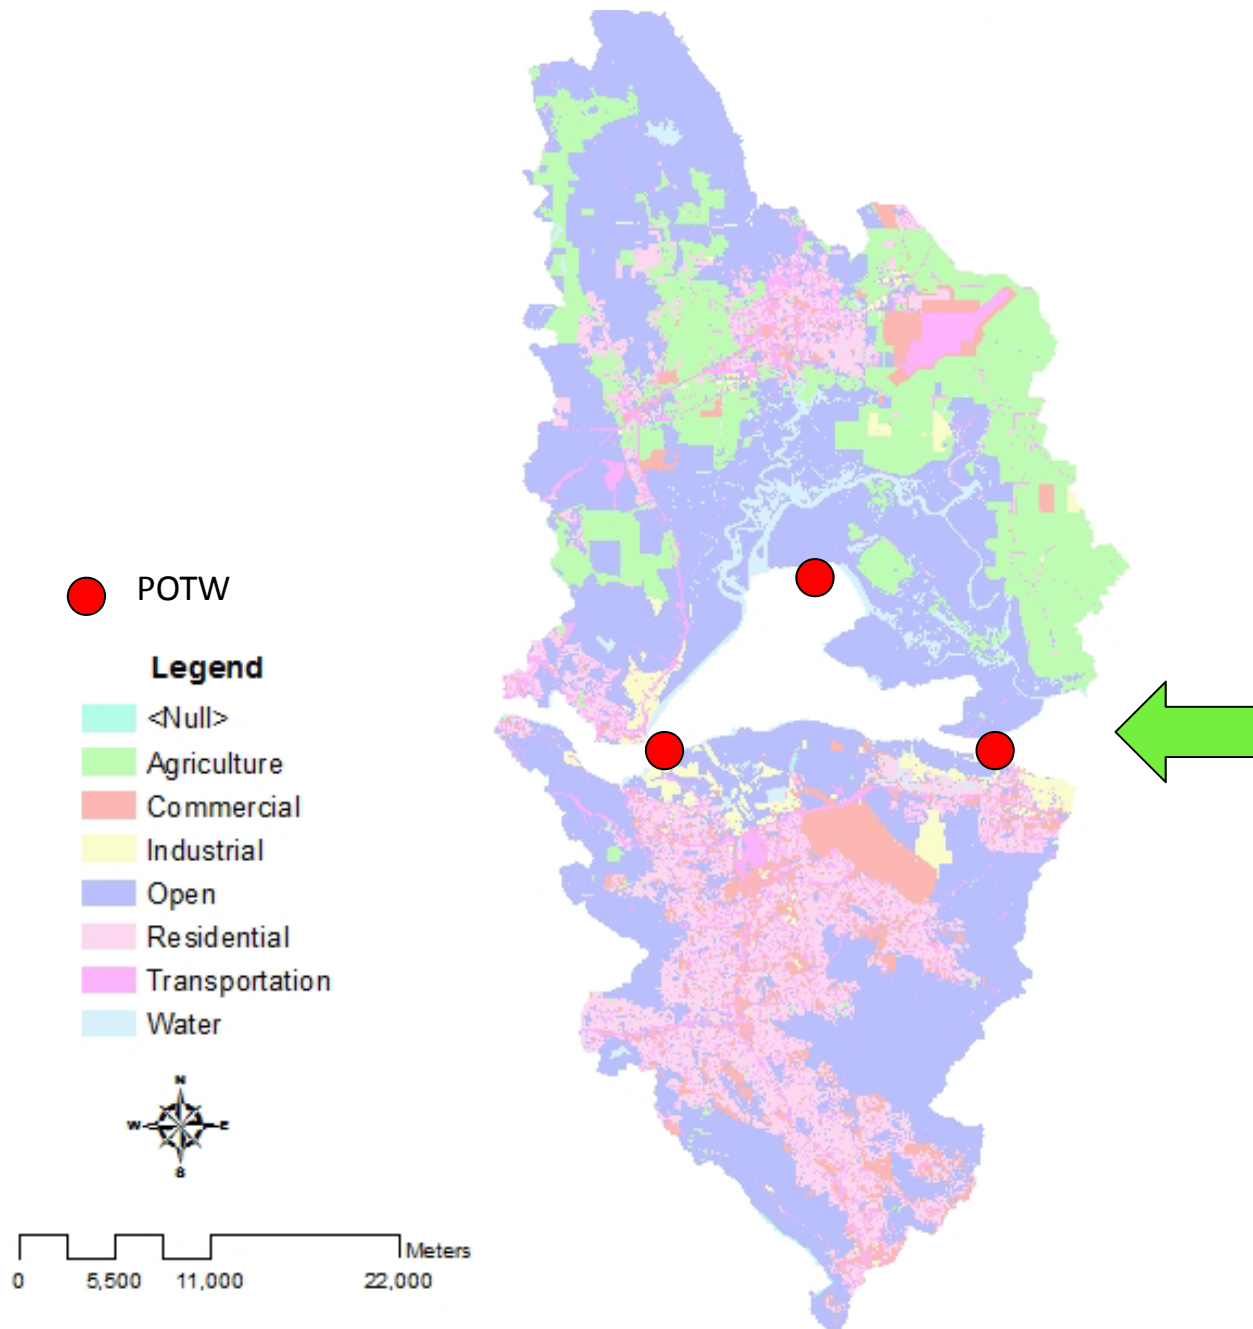 POTW
Legend
<Null>
Agriculture
Commercial
Industrial
Open
Residential
Transportation
Water
N
W E
S
Meters
0 5,500 11,000 22,000